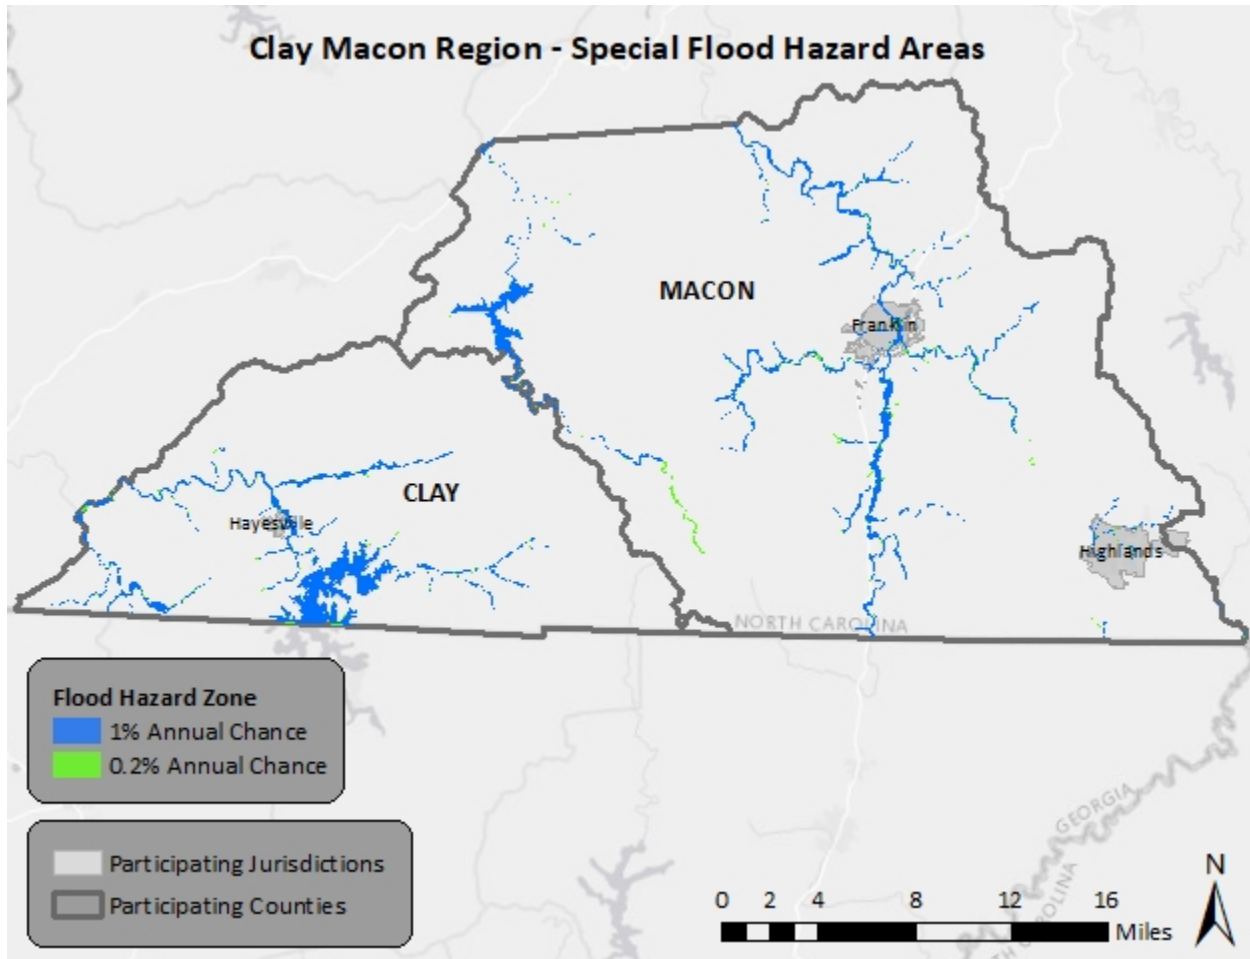 Clay Macon Region - Special Flood Hazard Areas
MACON
Franklin
CLAY
Hayesville
Highlands
NORTH CAROLINA
Flood Hazard Zone
1% Annual Chance
0.2% Annual Chance
Participating Jurisdictions
Participating Counties
GEORGIA
CAROLINA
N
0 2 4 8 12 16
Miles